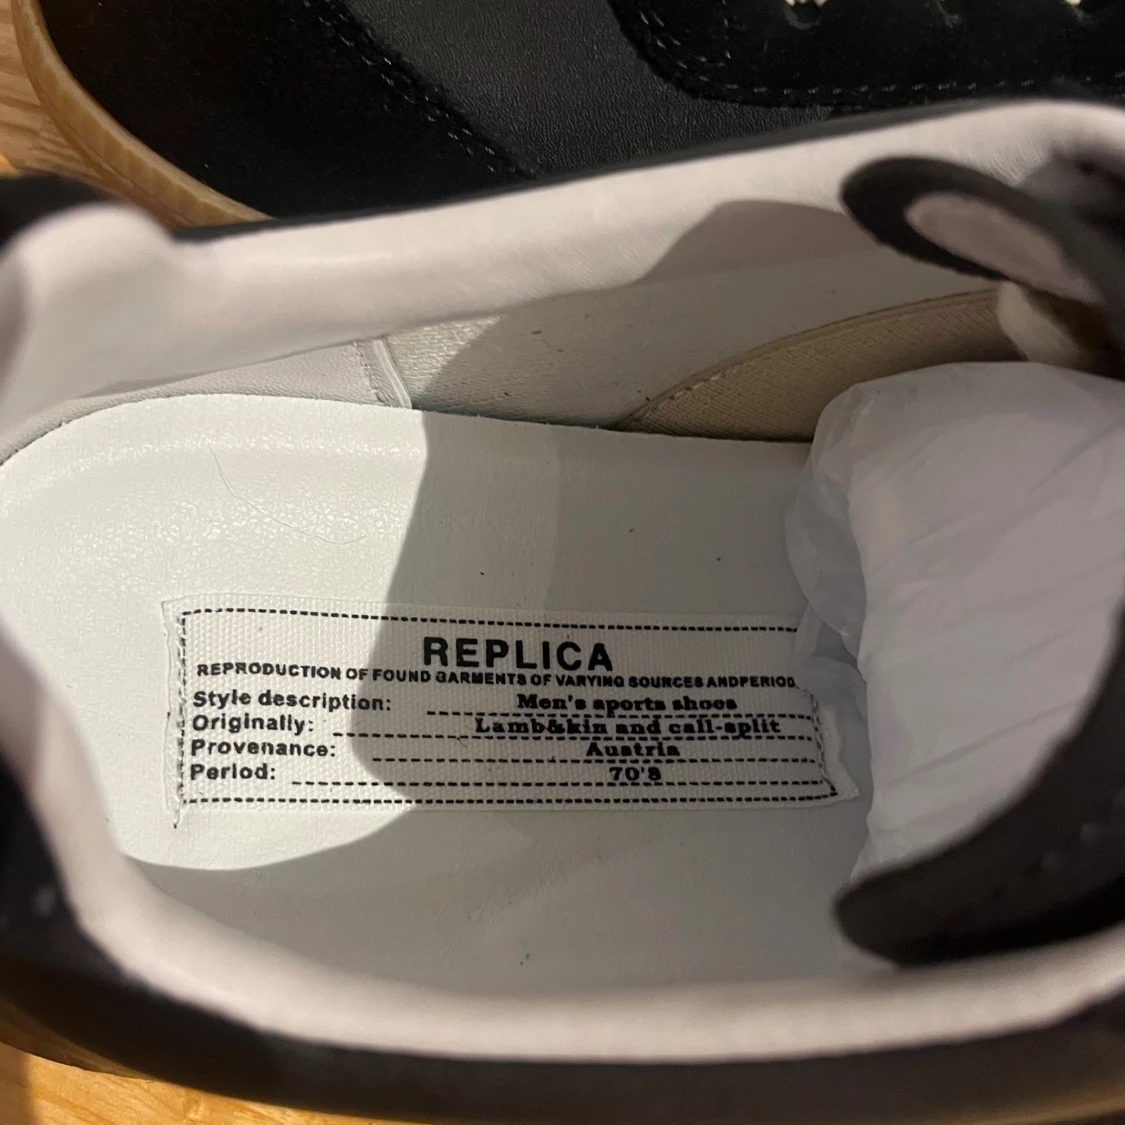 REPLICA
REPRODUCTION OF FOUND GARMENTS OF VARYING SOURCES ANDPERIOD
Style description: Men's sports shoes
Originally: Lamb&kin and call-split
Provenance: Austria
Period: 70's